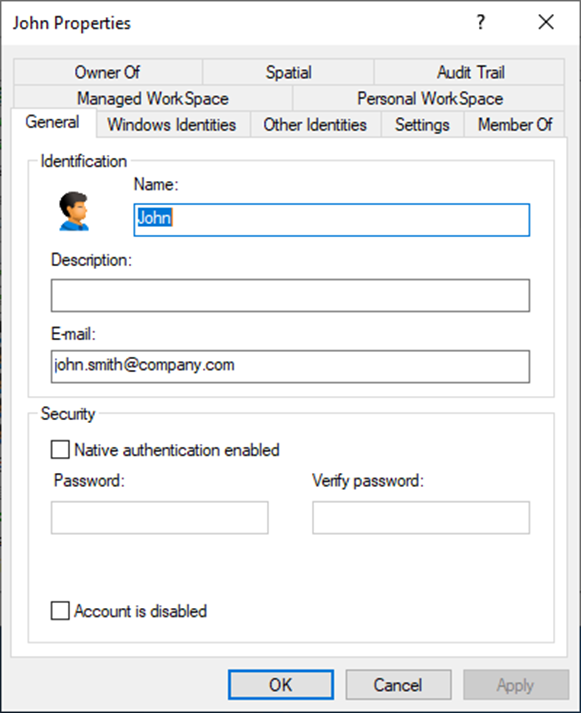 John Properties ? X
Owner Of Spatial Audit Trail
Managed WorkSpace Personal WorkSpace
General Windows Identities Other Identities Settings Member Of
Identification
Name:
John
Description:
E-mail:
john.smith@company.com
Security
Native authentication enabled
Password: Verify password:
Account is disabled
OK Cancel Apply